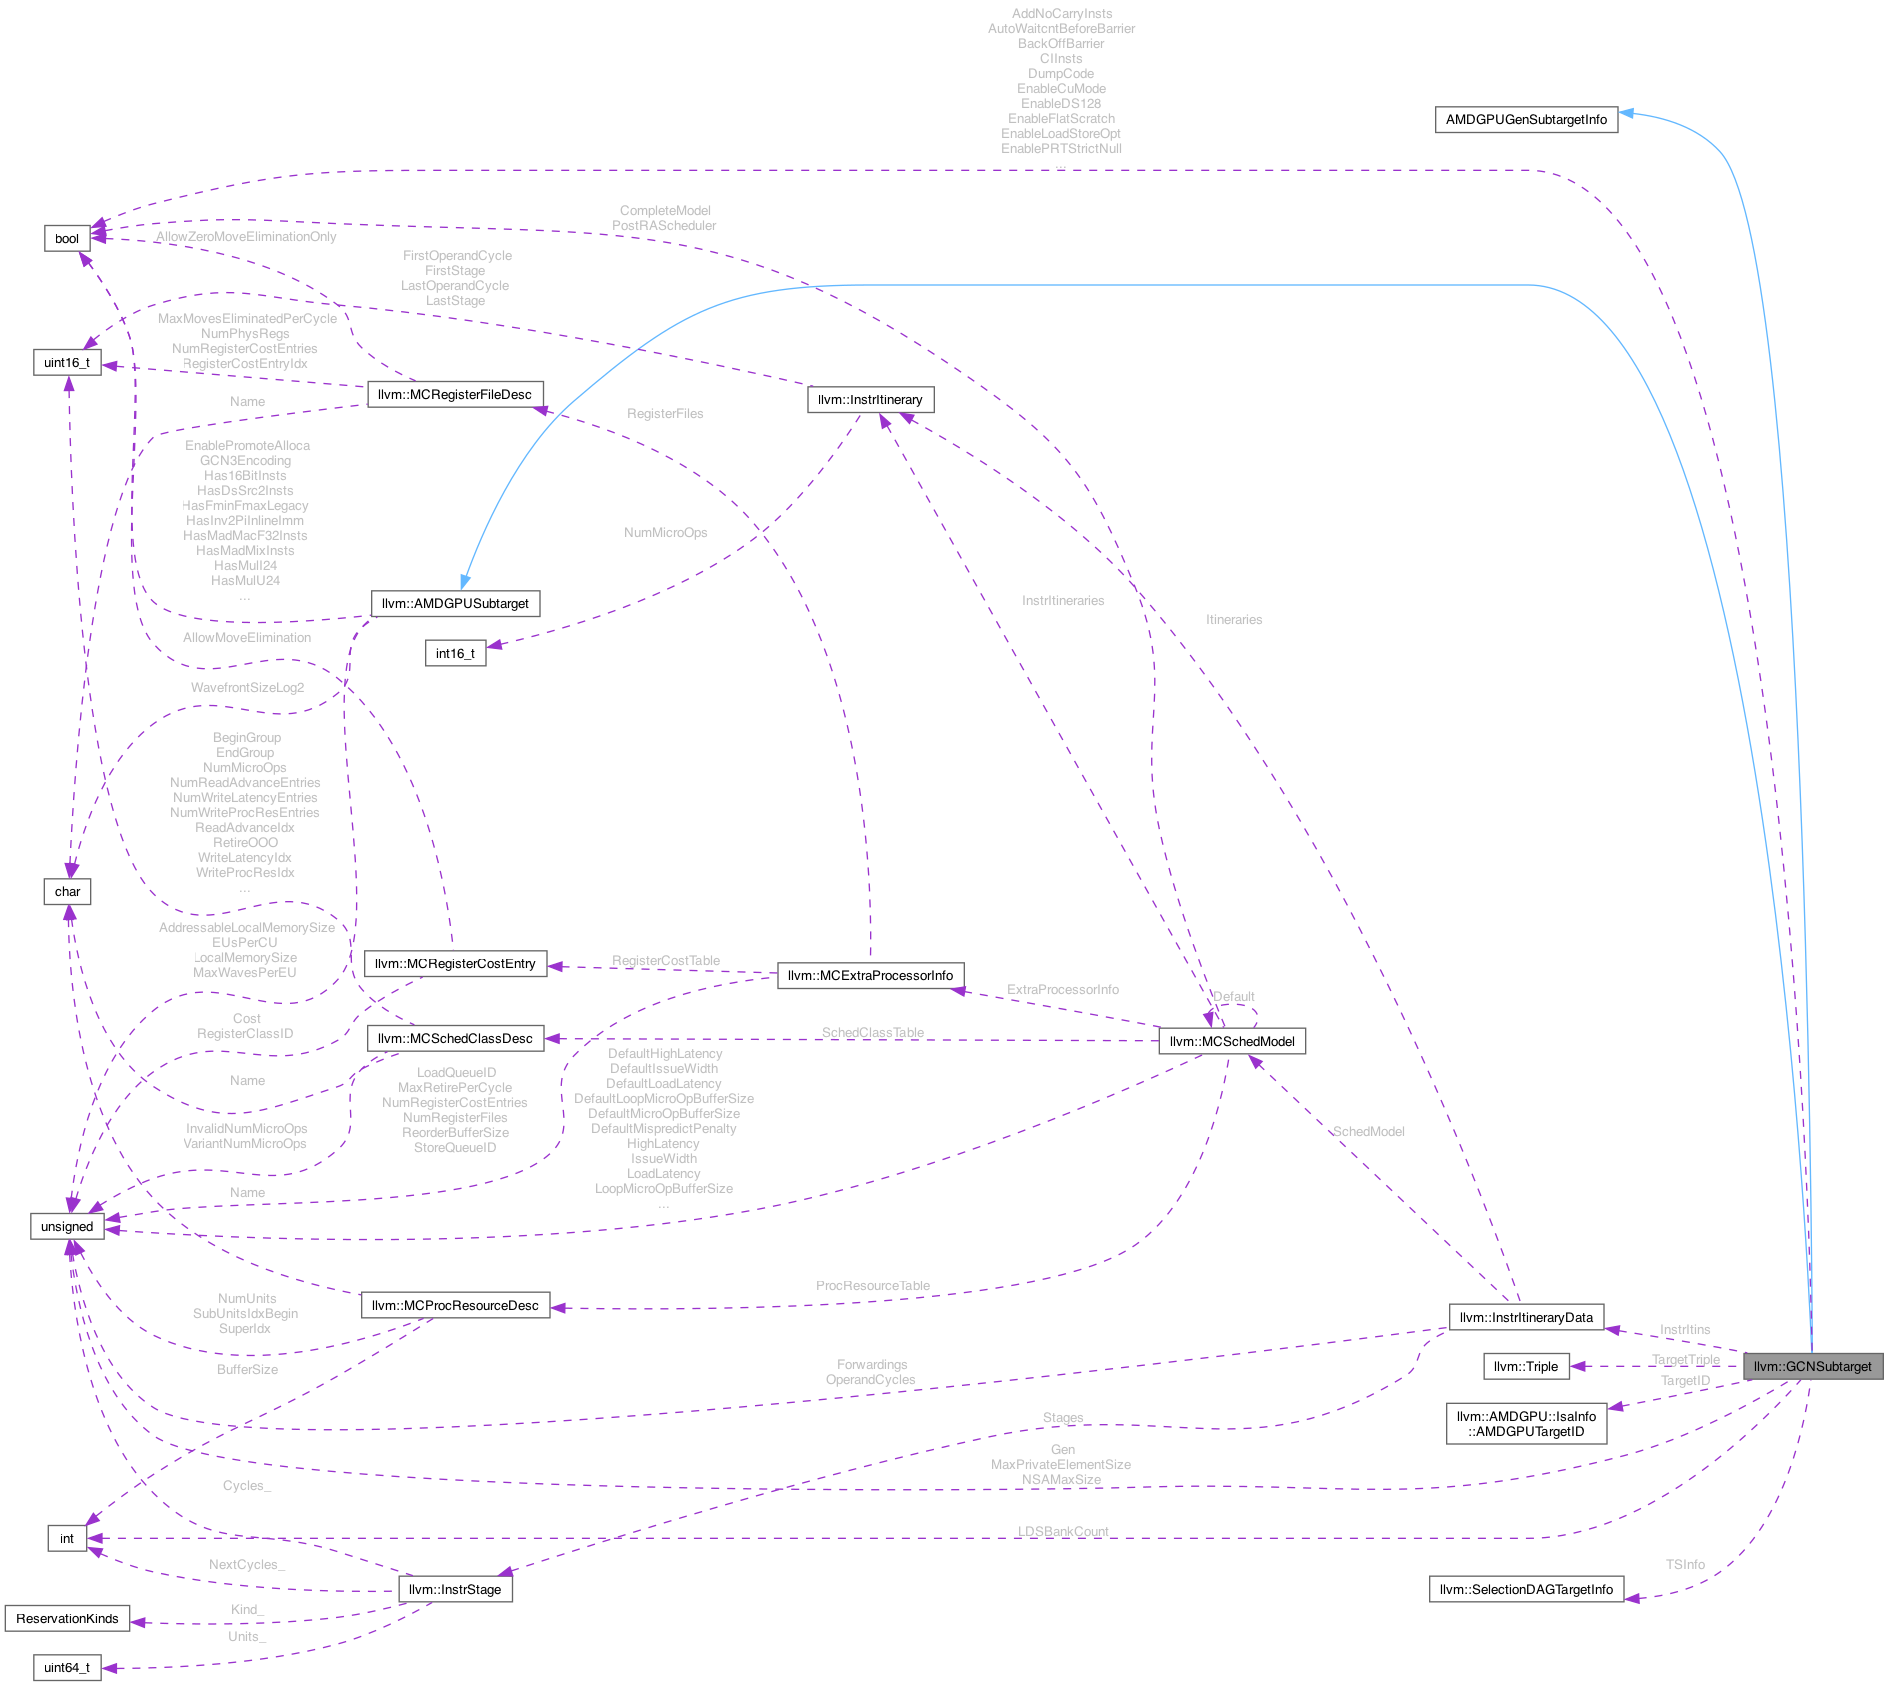 AddNoCarryInsts
AutoWaitcntBeforeBarrier
BackOffBarrier
CIInsts
DumpCode
EnableCuMode
EnableDS128
EnableFlatScratch
EnableLoadStoreOpt
EnablePRTStrictNull
...
AMDGPUGenSubtargetInfo
CompleteModel
PostRAScheduler
bool
AllowZeroMoveEliminationOnly
FirstOperandCycle
FirstStage
LastOperandCycle
LastStage
MaxMovesEliminatedPerCycle
NumPhysRegs
NumRegisterCostEntries
RegisterCostEntryIdx
uint16_t
llvm::MCRegisterFileDesc
llvm::InstrItinerary
Name
RegisterFiles
EnablePromoteAlloca
GCN3Encoding
Has16BitInsts
HasDsSrc2Insts
HasFminFmaxLegacy
HasInv2PiInlineImm
HasMadMacF32Insts
HasMadMixInsts
HasMulI24
HasMulU24
...
NumMicroOps
llvm::AMDGPUSubtarget
InstrItineraries
Itineraries
AllowMoveElimination
int16_t
WavefrontSizeLog2
BeginGroup
EndGroup
NumMicroOps
NumReadAdvanceEntries
NumWriteLatencyEntries
NumWriteProcResEntries
ReadAdvanceIdx
RetireOOO
WriteLatencyIdx
WriteProcResIdx
...
char
AddressableLocalMemorySize
EUsPerCU
LocalMemorySize
MaxWavesPerEU
llvm::MCRegisterCostEntry
RegisterCostTable
llvm::MCExtraProcessorInfo
ExtraProcessorInfo
Default
Cost
RegisterClassID
llvm::MCSchedClassDesc
SchedClassTable
llvm::MCSchedModel
DefaultHighLatency
DefaultIssueWidth
DefaultLoadLatency
DefaultLoopMicroOpBufferSize
DefaultMicroOpBufferSize
DefaultMispredictPenalty
HighLatency
IssueWidth
LoadLatency
LoopMicroOpBufferSize
...
Name
LoadQueueID
MaxRetirePerCycle
NumRegisterCostEntries
NumRegisterFiles
ReorderBufferSize
StoreQueueID
InvalidNumMicroOps
VariantNumMicroOps
SchedModel
Name
unsigned
ProcResourceTable
NumUnits
SubUnitsIdxBegin
SuperIdx
llvm::MCProcResourceDesc
llvm::InstrItineraryData
InstrItins
BufferSize
Forwardings
OperandCycles
llvm::Triple
TargetTriple
llvm::GCNSubtarget
TargetID
Stages
llvm::AMDGPU::IsaInfo
::AMDGPUTargetID
Gen
MaxPrivateElementSize
NSAMaxSize
Cycles_
int
LDSBankCount
NextCycles_
TSInfo
llvm::InstrStage
llvm::SelectionDAGTargetInfo
Kind_
ReservationKinds
Units_
uint64_t